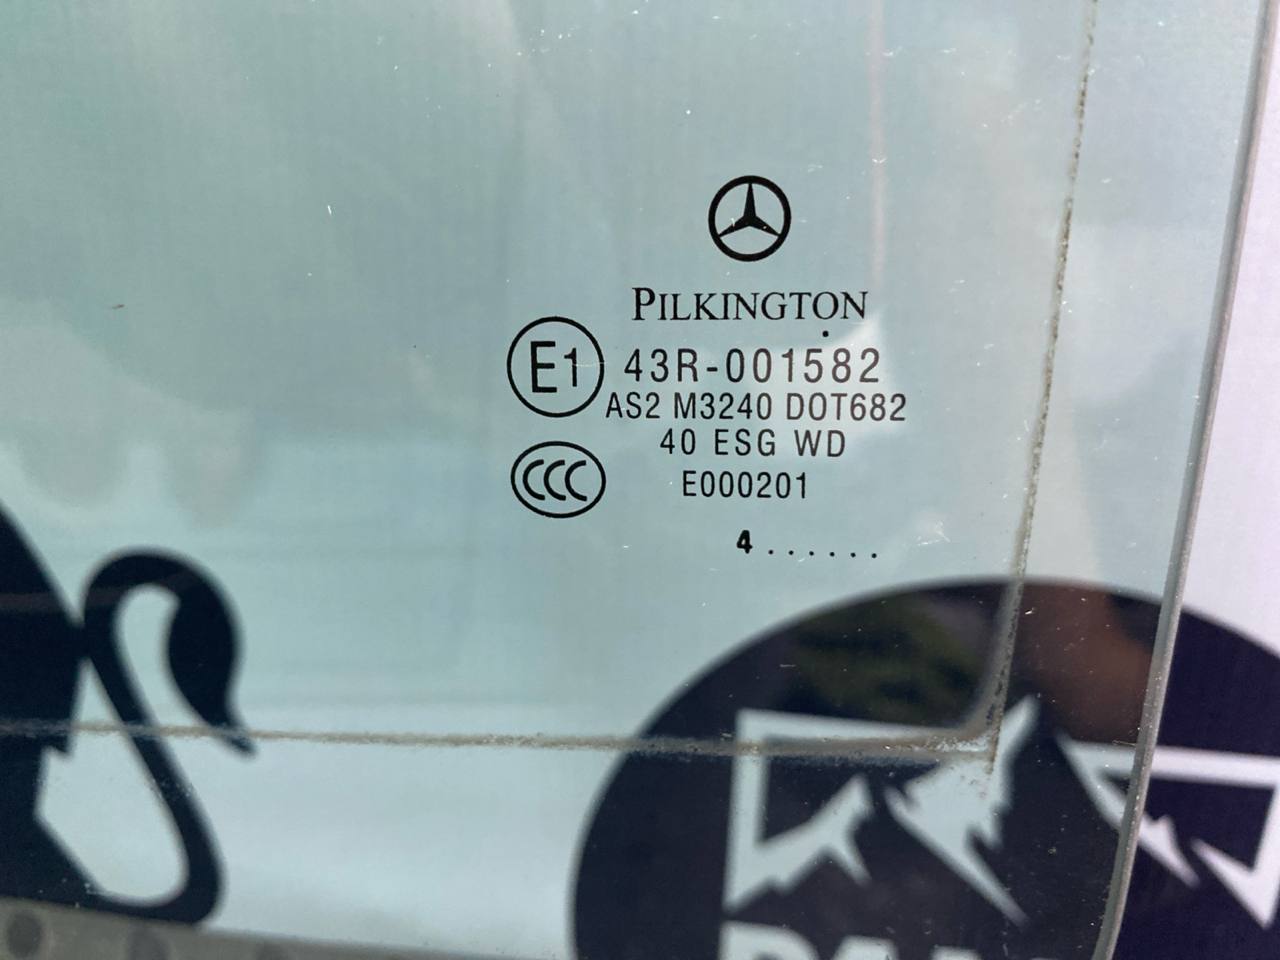 PILKINGTON
E1 43R-001582
AS2 M3240 DOT682
40 ESG WD
CCC E000201
4 . . . . . .